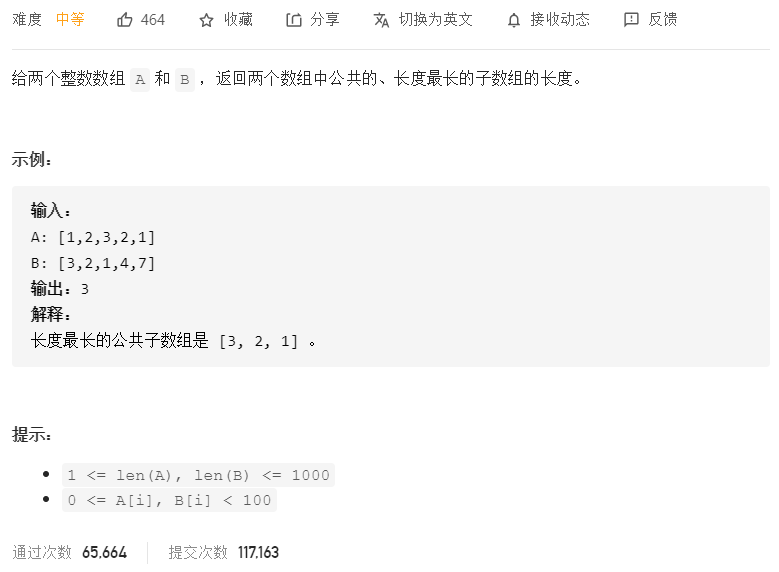 难度 中等 464 收藏 分享 切换为英文 接收动态 反馈
给两个整数数组 A 和 B ，返回两个数组中公共的、长度最长的子数组的长度。
示例：
输入：
A: [1,2,3,2,1]
B: [3,2,1,4,7]
输出：3
解释：
长度最长的公共子数组是 [3, 2, 1] 。
提示：
1 <= len(A), len(B) <= 1000
0 <= A[i], B[i] < 100
通过次数 65,664 提交次数 117,163